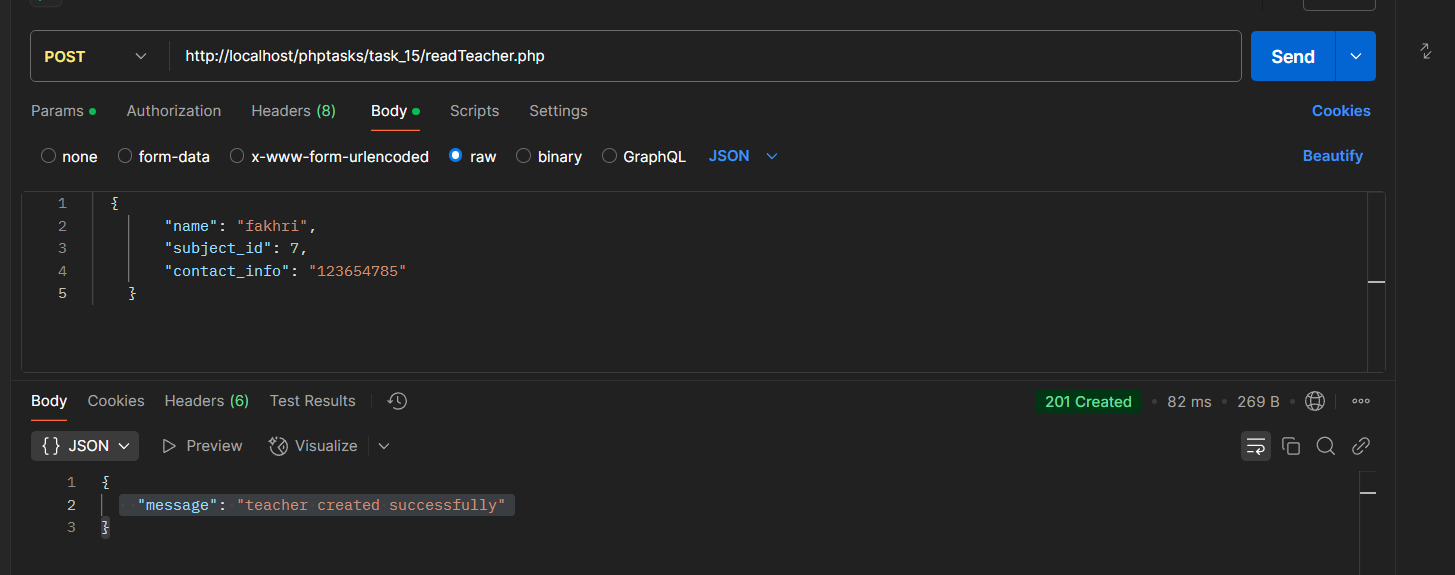 POST http://localhost/phptasks/task_15/readTeacher.php Send
Params Authorization Headers (8) Body Scripts Settings Cookies
none form-data x-www-form-urlencoded raw binary GraphQL JSON Beautify
1 {
2 "name": "fakhri",
3 "subject_id": 7,
4 "contact_info": "123654785"
5 }
Body Cookies Headers (6) Test Results 201 Created • 82 ms • 269 B
{} JSON Preview Visualize
1 {
2 "message": "teacher created successfully"
3 }